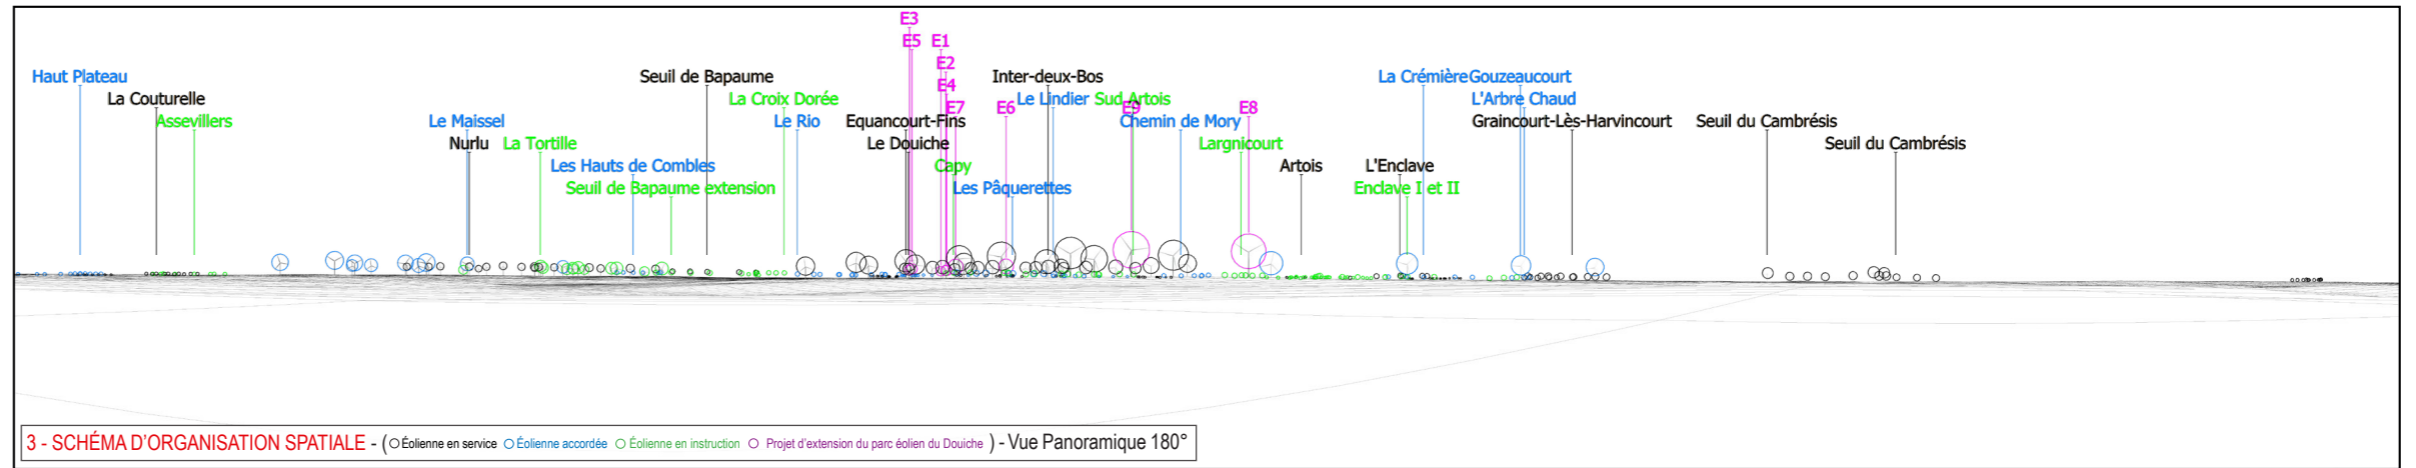 E3
E5 E1
E2
Haut Plateau Seuil de Bapaume Inter-deux-Bos La Crémière Gouzeaucourt
E4
La Couturelle La Croix Dorée Le Lindier Sud Artois L'Arbre Chaud
E7 E6 E9 E8
Assevillers Le Maissel Le Rio Equancourt-Fins Chemin de Mory Graincourt-Lès-Harvincourt Seuil du Cambrésis
Nurlu La Tortille Le Douiche Largnicourt Seuil du Cambrésis
Les Hauts de Combles Capy Artois L'Enclave
Seuil de Bapaume extension Les Pâquerettes Enclave I et II
3 - SCHÉMA D'ORGANISATION SPATIALE - ( Éolienne en service Éolienne accordée Éolienne en instruction Projet d'extension du parc éolien du Douiche ) - Vue Panoramique 180°